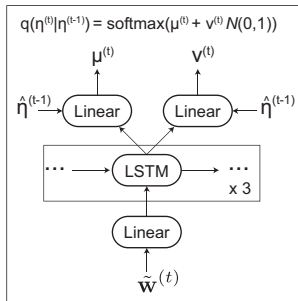 q(η⁽ᵗ⁾|η⁽ᵗ⁻¹⁾) = softmax(μ⁽ᵗ⁾ + v⁽ᵗ⁾ N(0,1))
μ⁽ᵗ⁾ v⁽ᵗ⁾
η̂⁽ᵗ⁻¹⁾ Linear Linear η̂⁽ᵗ⁻¹⁾
... LSTM ...
x 3
Linear
w̃⁽ᵗ⁾